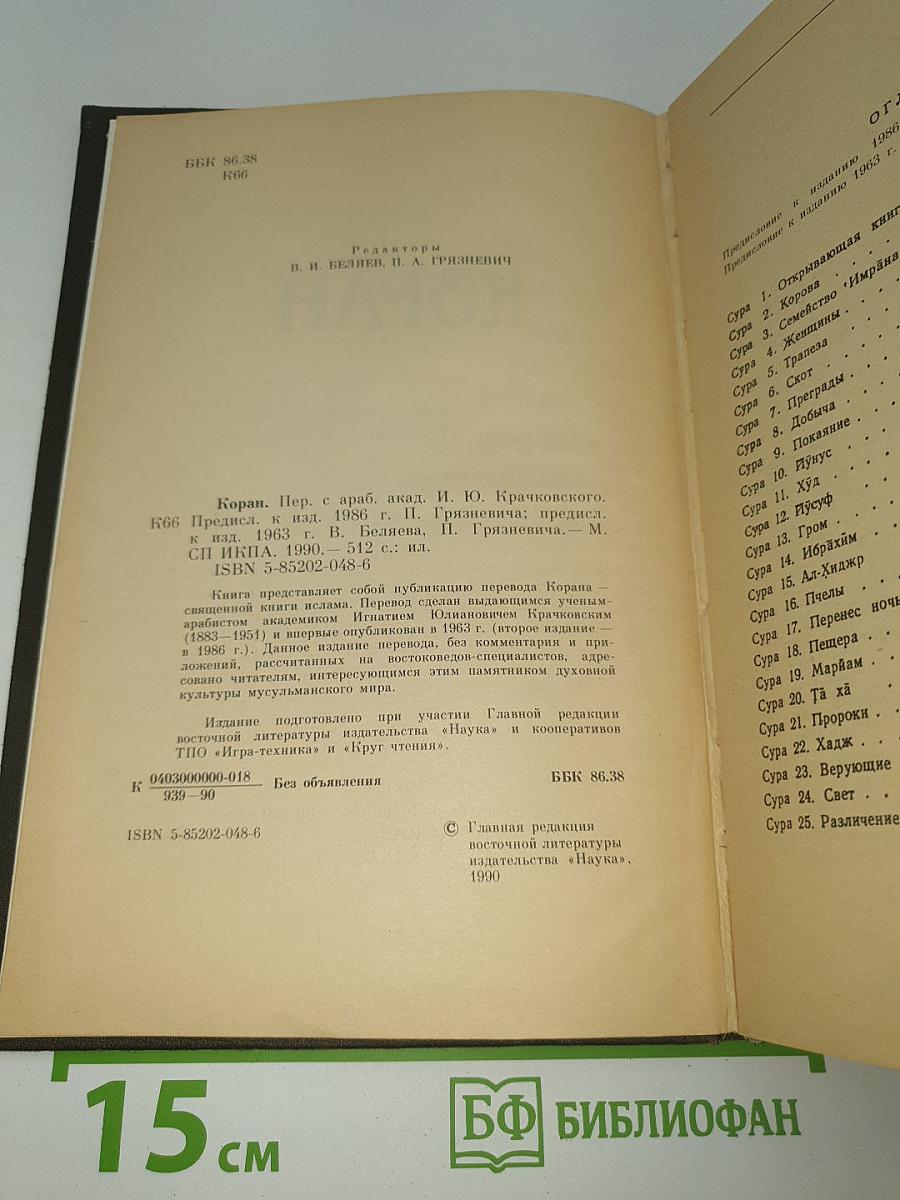 ББК 86.38
К66
Редакторы
В. И. БЕЛЯЕВ, П. А. ГРЯЗНЕВИЧ
Коран. Пер. с араб. акад. И. Ю. Крачковского.
К66 Предисл. к изд. 1986 г. П. Грязневича; предисл.
к изд. 1963 г. В. Беляева, П. Грязневича.— М.
СП ИКПА. 1990.— 512 с.: ил.
ISBN 5-85202-048-6
Книга представляет собой публикацию перевода Корана —
священной книги ислама. Перевод сделан выдающимся ученым-
арабистом академиком Игнатием Юлиановичем Крачковским
(1883—1951) и впервые опубликован в 1963 г. (второе издание —
в 1986 г.). Данное издание перевода, без комментария и при-
ложений, рассчитанных на востоковедов-специалистов, адре-
совано читателям, интересующимся этим памятником духовной
культуры мусульманского мира.
Издание подготовлено при участии Главной редакции
восточной литературы издательства «Наука» и кооперативов
ТПО «Игра-техника» и «Круг чтения».
К 0403000000-018 Без объявления ББК 86.38
939—90
ISBN 5-85202-048-6
© Главная редакция
восточной литературы
издательства «Наука»,
1990
Предисловие к изданию 1986
Предисловие к изданию 1963 г.
Сура 1. Открывающая книгу
Сура 2. Корова . . .
Сура 3. Семейство ‘Имра̄на
Сура 4. Женщины . . .
Сура 5. Трапеза . .
Сура 6. Скот . . . .
Сура 7. Преграды . . .
Сура 8. Добыча . . .
Сура 9. Покаяние . . .
Сура 10. Йӯнус . . .
Сура 11. Хӯд . . . .
Сура 12. Йӯсуф . .
Сура 13. Гром . . .
Сура 14. Ибра̄хӣм .
Сура 15. Ал-Х̣иджр
Сура 16. Пчелы . . .
Сура 17. Перенес ночь
Сура 18. Пещера . .
Сура 19. Марйам . .
Сура 20. Т̣а̄ ха̄ .
Сура 21. Пророки . .
Сура 22. Хадж . . .
Сура 23. Верующие
Сура 24. Свет . .
Сура 25. Различение
15 см
БФ БИБЛИОФАН